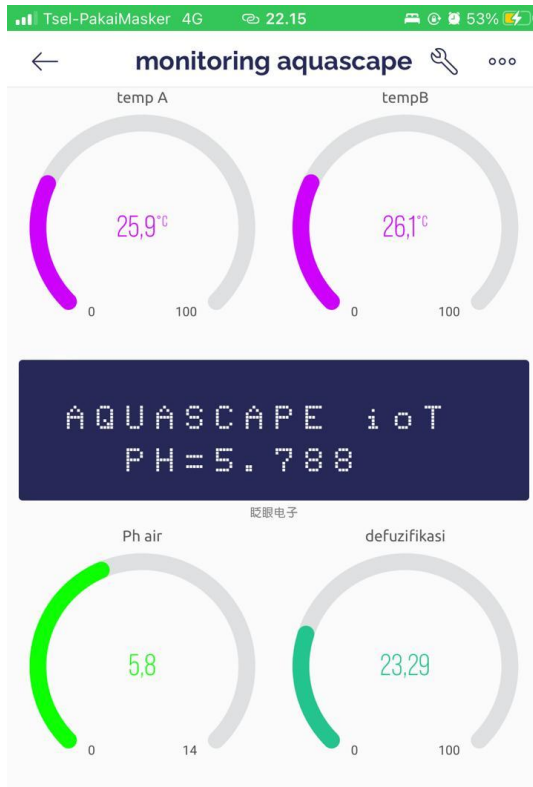 Tsel-PakaiMasker 4G 22.15 53%
monitoring aquascape
temp A tempB
25,9°C 26,1°C
0 100 0 100
AQUASCAPE ioT
PH=5.788
眨眼电子
Ph air defuzifikasi
5,8 23,29
0 14 0 100